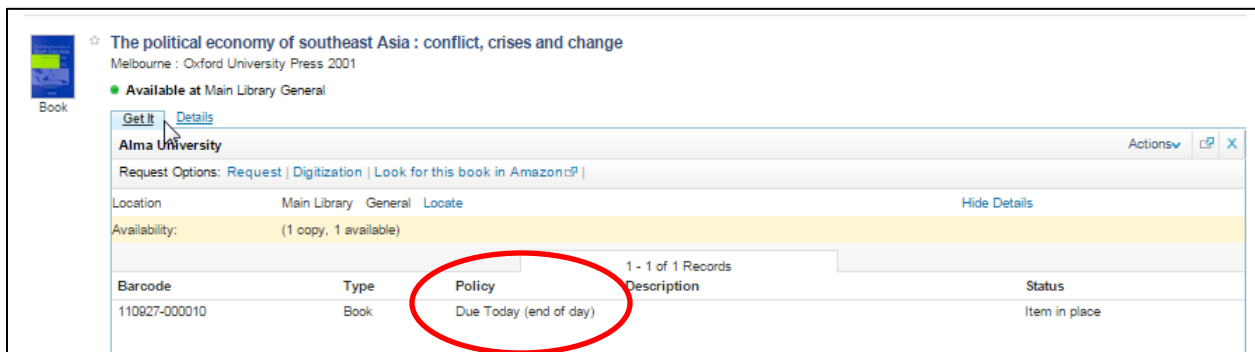 The political economy of southeast Asia : conflict, crises and change
Melbourne : Oxford University Press 2001
Available at Main Library General
Book
Get It Details
Alma University Actions
Request Options: Request | Digitization | Look for this book in Amazon |
Location Main Library General Locate Hide Details
Availability: (1 copy, 1 available)
1 - 1 of 1 Records
Barcode Type Policy Description Status
110927-000010 Book Due Today (end of day) Item in place